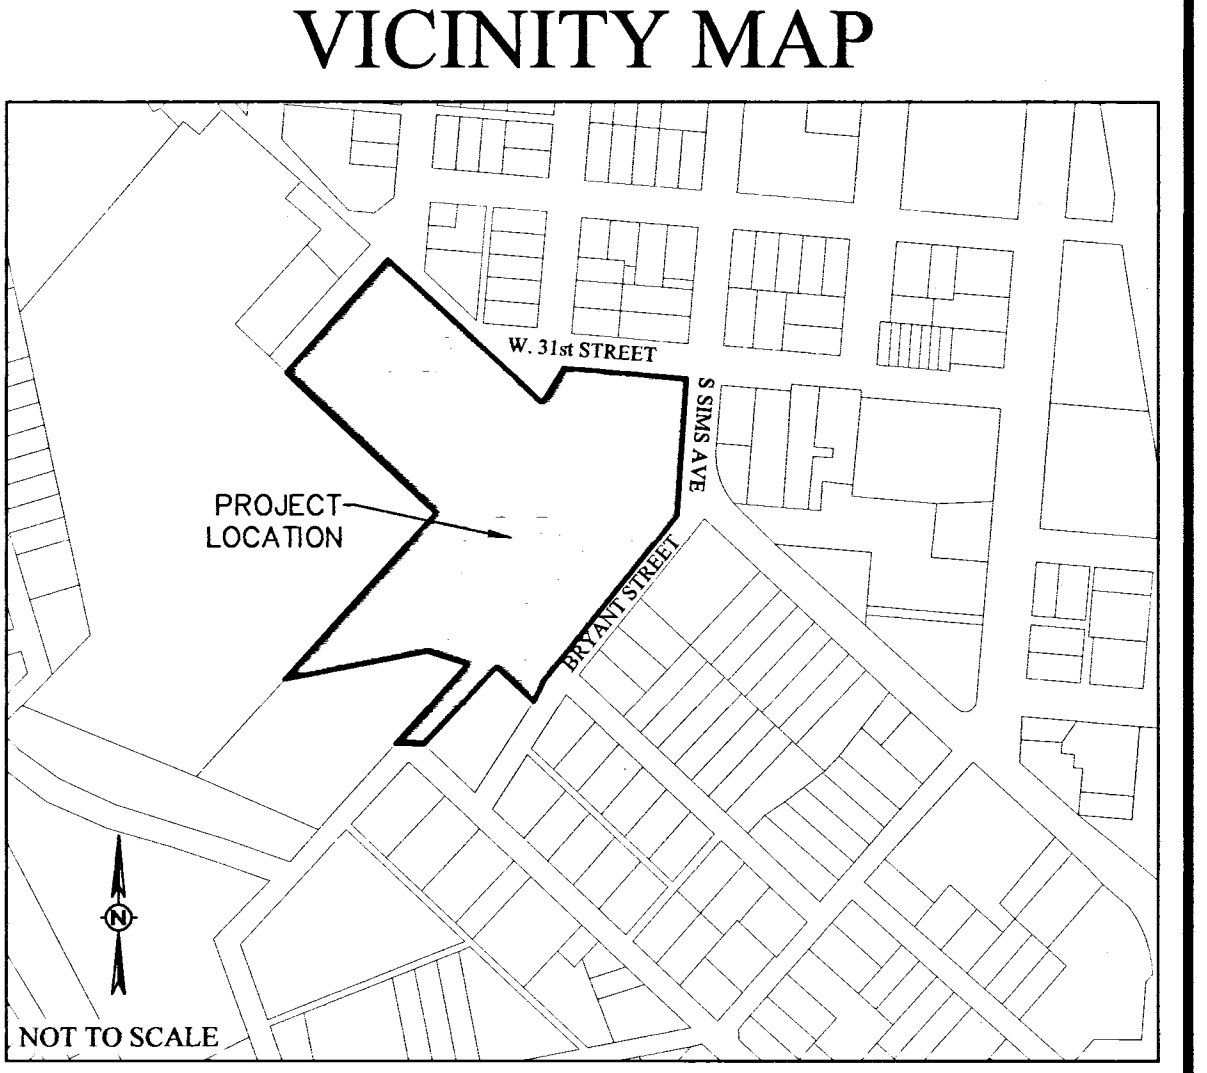 VICINITY MAP
W. 31st STREET
S SIMS AVE
PROJECT
LOCATION
BRYANT STREET
N
NOT TO SCALE